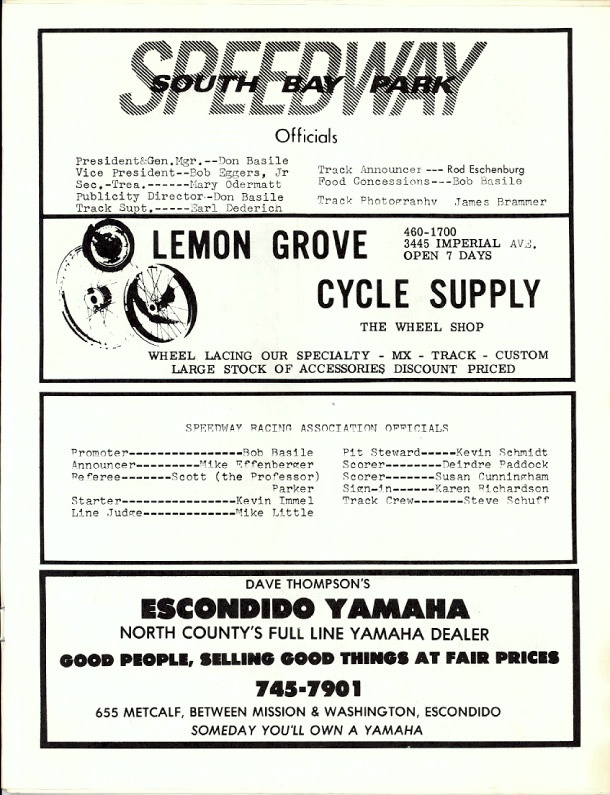 SPEEDWAY
SOUTH BAY PARK
Officials
President&Gen.Mgr.--Don Basile
Vice President--Bob Eggers, Jr
Sec.-Trea.------Mary Odermatt
Publicity Director-Don Basile
Track Supt.-----Earl Dederich
Track Announcer --- Rod Eschenburg
Food Concessions---Bob Basile
Track Photography James Brammer
LEMON GROVE
460-1700
3445 IMPERIAL AVE.
OPEN 7 DAYS
CYCLE SUPPLY
THE WHEEL SHOP
WHEEL LACING OUR SPECIALTY - MX - TRACK - CUSTOM
LARGE STOCK OF ACCESSORIES DISCOUNT PRICED
SPEEDWAY RACING ASSOCIATION OFFICIALS
Promoter-----------------Bob Basile
Announcer---------Mike Effenberger
Referee-------Scott (the Professor)
Parker
Starter-----------------Kevin Immel
Line Judge--------------Mike Little
Pit Steward-----Kevin Schmidt
Scorer--------Deirdre Paddock
Scorer-------Susan Cunningham
Sign-in------Karen Richardson
Track Crew-------Steve Schuff
DAVE THOMPSON'S
ESCONDIDO YAMAHA
NORTH COUNTY'S FULL LINE YAMAHA DEALER
GOOD PEOPLE, SELLING GOOD THINGS AT FAIR PRICES
745-7901
655 METCALF, BETWEEN MISSION & WASHINGTON, ESCONDIDO
SOMEDAY YOU'LL OWN A YAMAHA